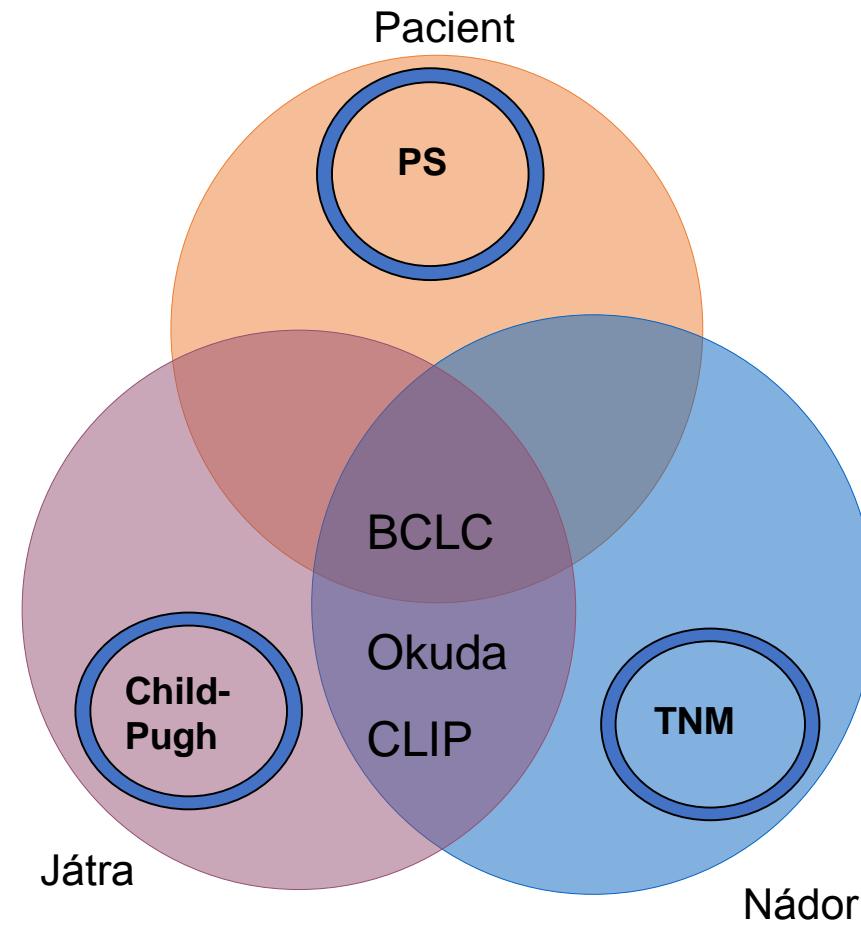 Pacient
PS
BCLC
Okuda
Child-
Pugh
CLIP
TNM
Játra
Nádor